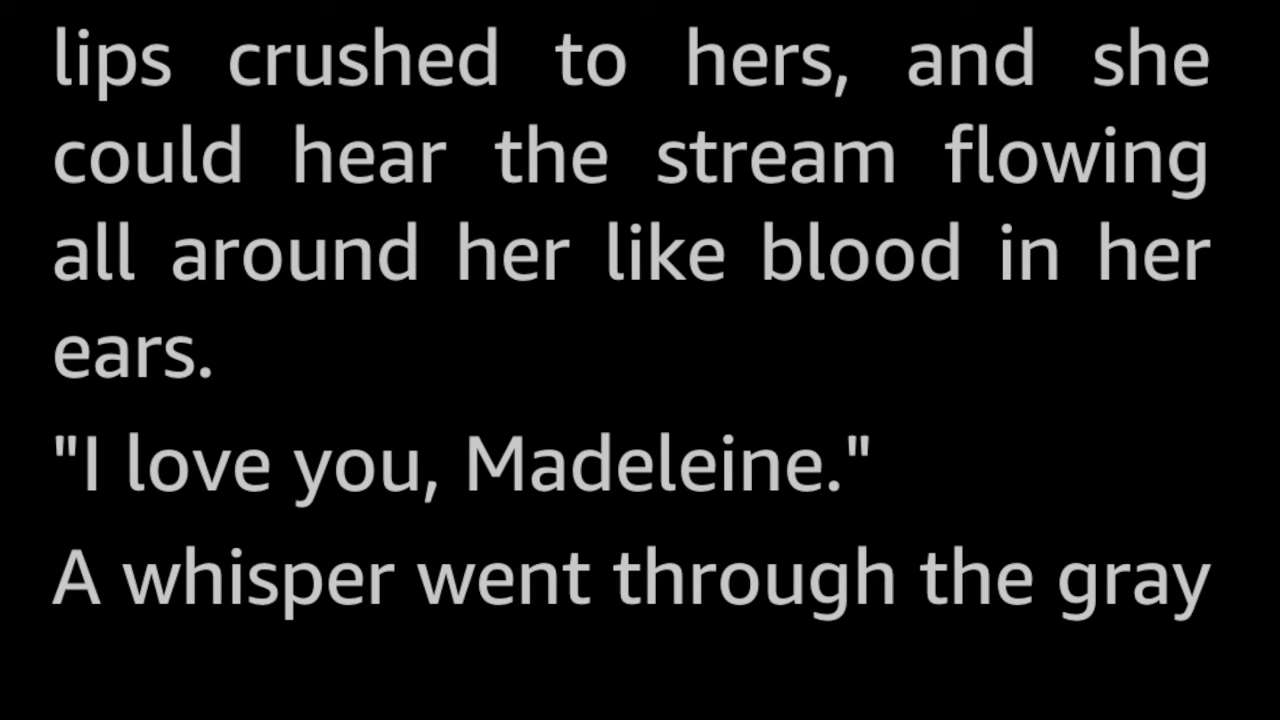 lips crushed to hers, and she
could hear the stream flowing
all around her like blood in her
ears.
"I love you, Madeleine."
A whisper went through the gray